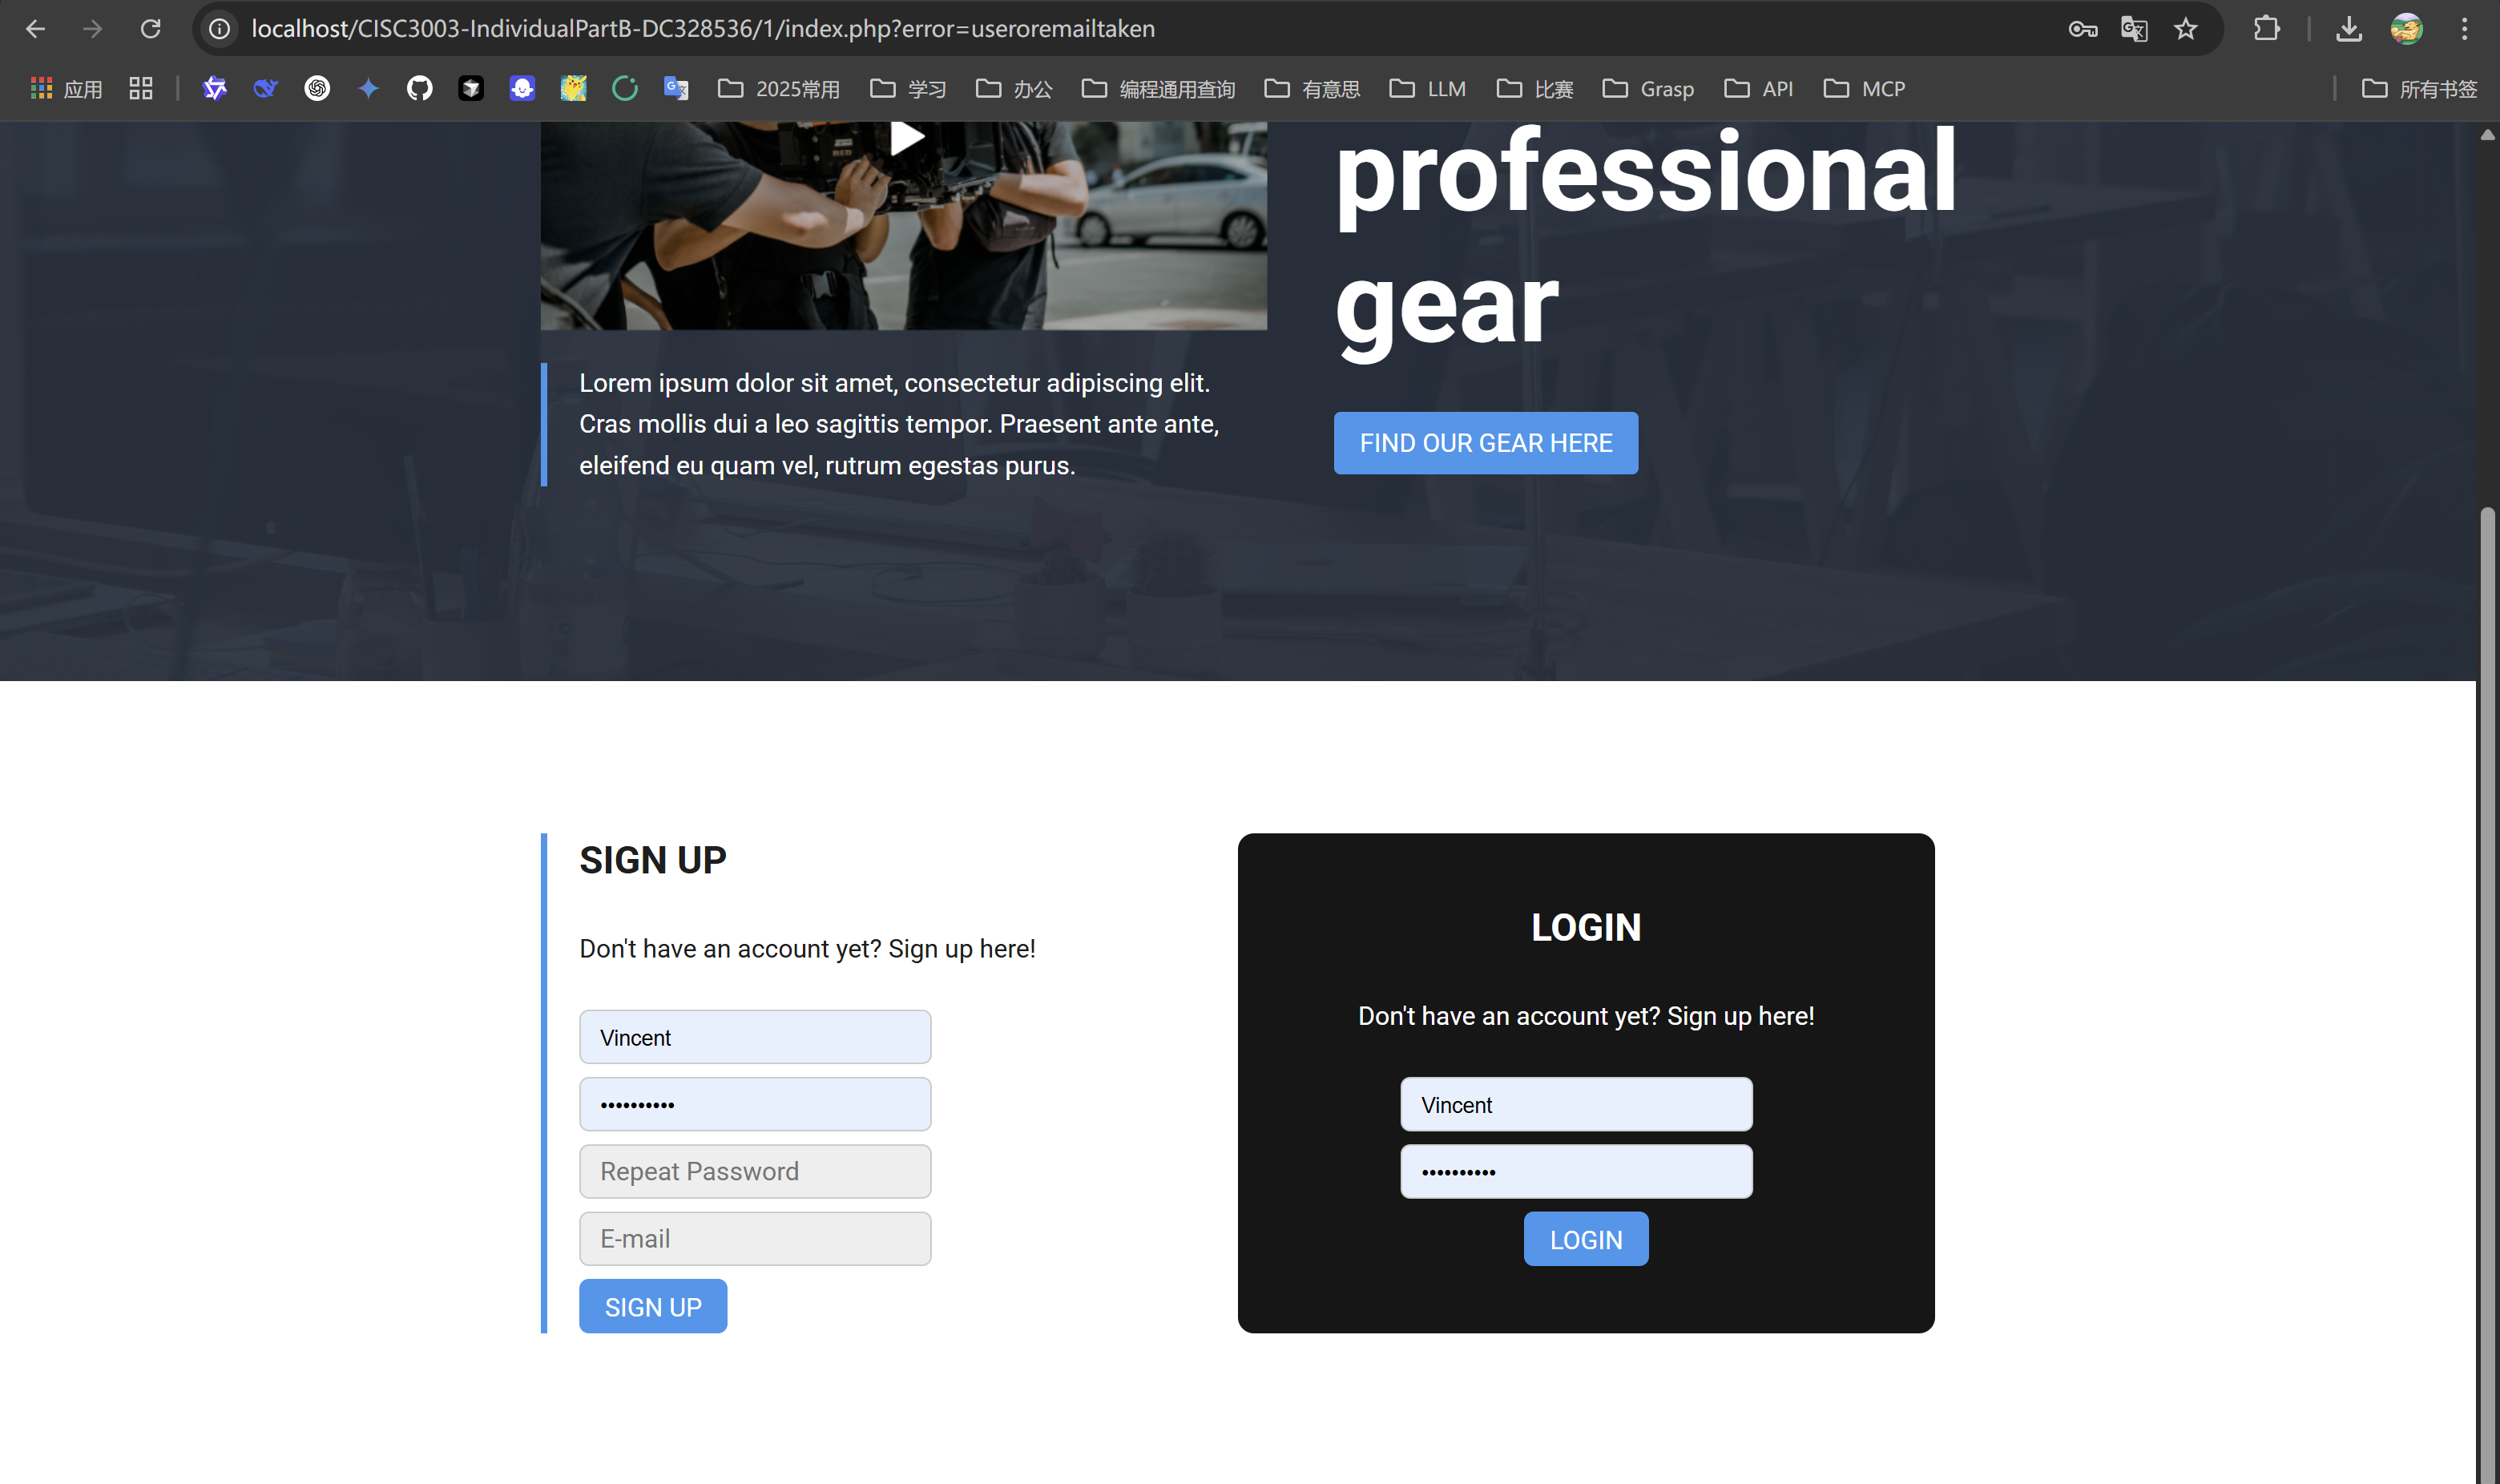 localhost/CISC3003-IndividualPartB-DC328536/1/index.php?error=useroremailtaken
应用
2025常用
学习
办公
编程通用查询
有意思
LLM
比赛
Grasp
API
MCP
所有书签
RED
professional
gear
Lorem ipsum dolor sit amet, consectetur adipiscing elit.
Cras mollis dui a leo sagittis tempor. Praesent ante ante,
eleifend eu quam vel, rutrum egestas purus.
FIND OUR GEAR HERE
SIGN UP
Don't have an account yet? Sign up here!
Vincent
••••••••••
Repeat Password
E-mail
SIGN UP
LOGIN
Don't have an account yet? Sign up here!
Vincent
••••••••••
LOGIN